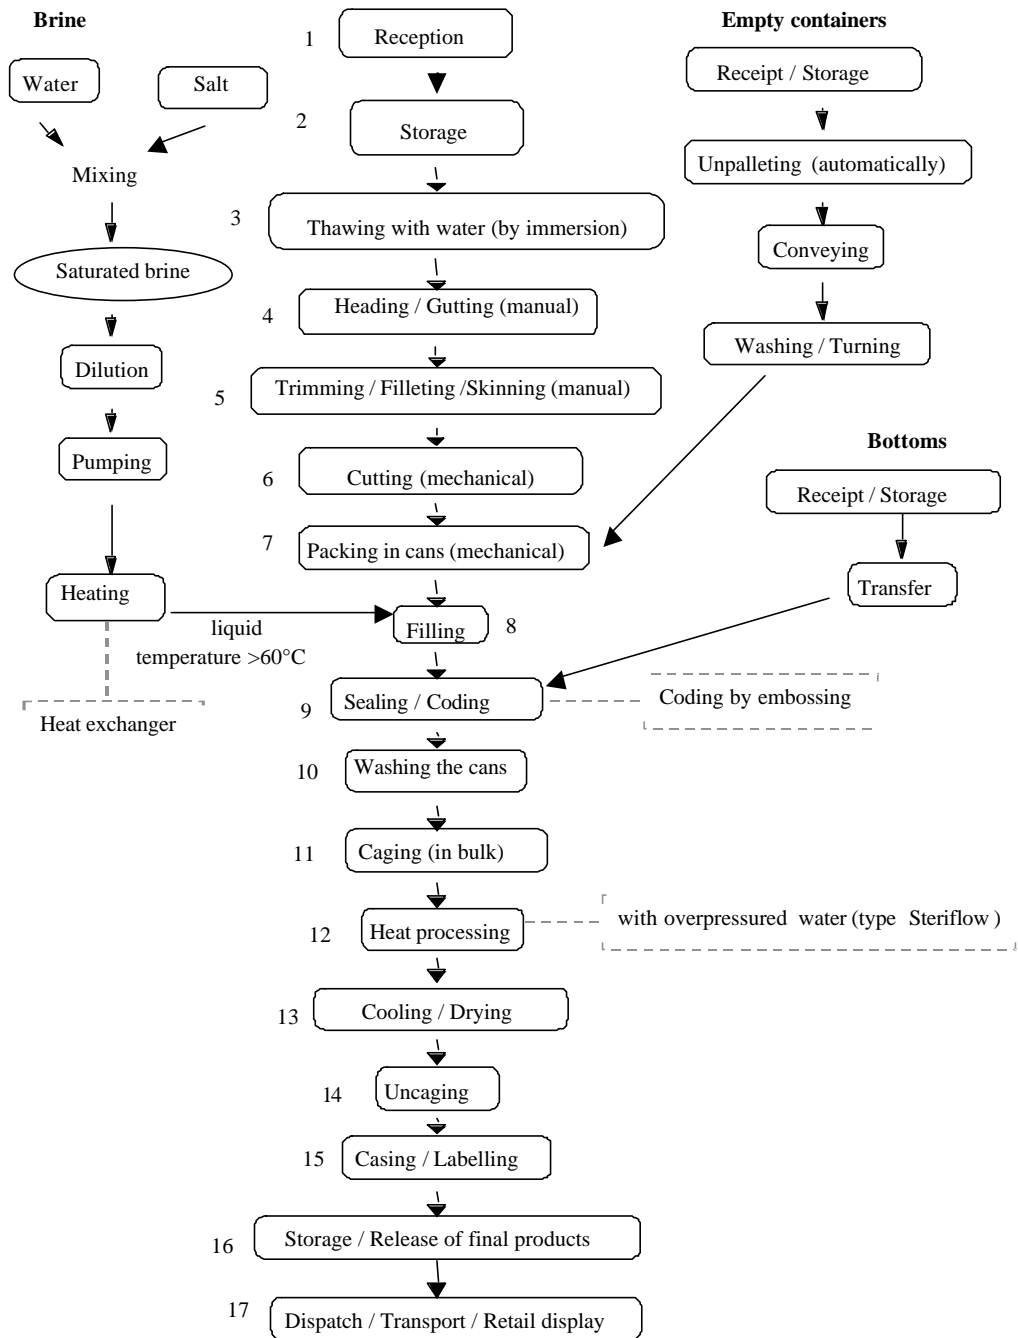 Brine
Water
Salt
Mixing
Saturated brine
Dilution
Pumping
Heating
liquid
temperature >60°C
Heat exchanger
1 Reception
2 Storage
3 Thawing with water (by immersion)
4 Heading / Gutting (manual)
5 Trimming / Filleting /Skinning (manual)
6 Cutting (mechanical)
7 Packing in cans (mechanical)
Filling 8
9 Sealing / Coding
Coding by embossing
10 Washing the cans
11 Caging (in bulk)
12 Heat processing
with overpressured water (type Steriflow )
13 Cooling / Drying
14 Uncaging
15 Casing / Labelling
16 Storage / Release of final products
17 Dispatch / Transport / Retail display
Empty containers
Receipt / Storage
Unpalleting (automatically)
Conveying
Washing / Turning
Bottoms
Receipt / Storage
Transfer